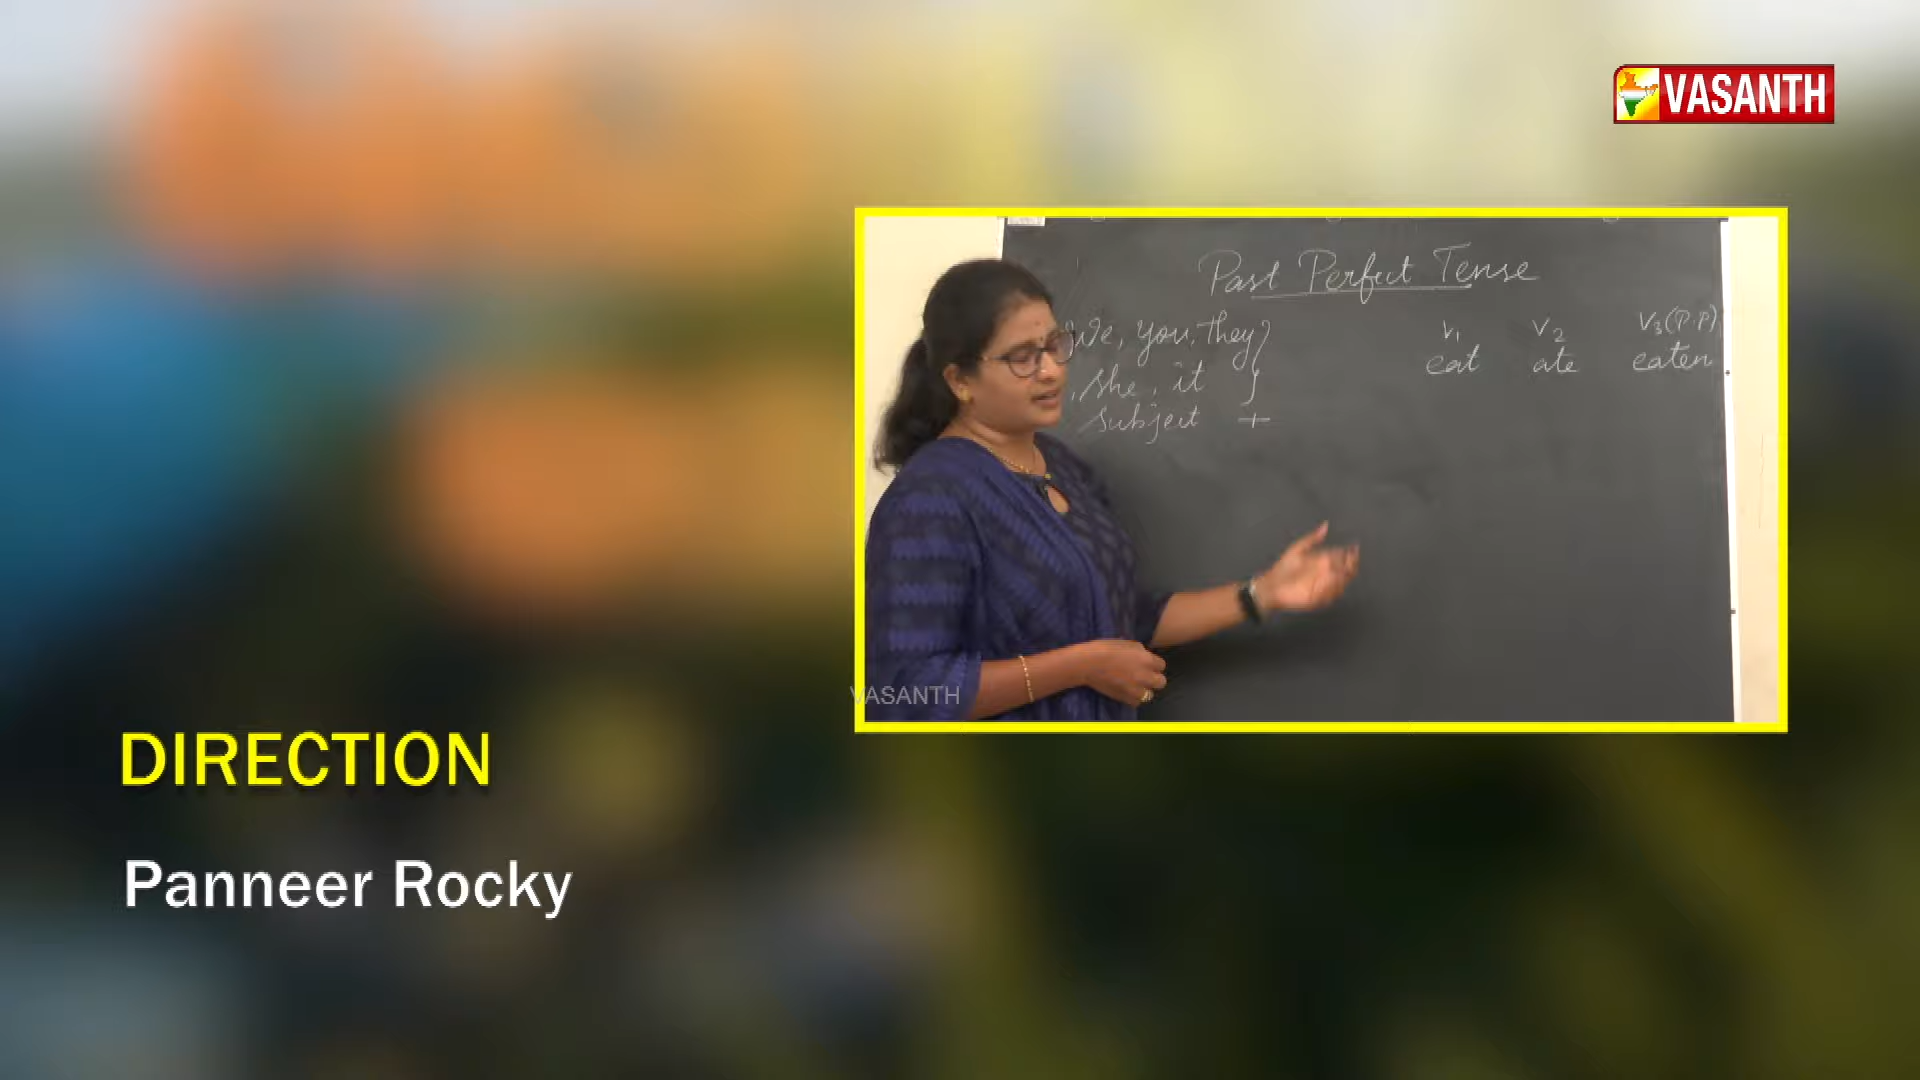 VASANTH
Past Perfect Tense
We, you, they }
, she, it
subject +
V1 V2 V3 (P.P)
eat ate eaten
VASANTH
DIRECTION
Panneer Rocky